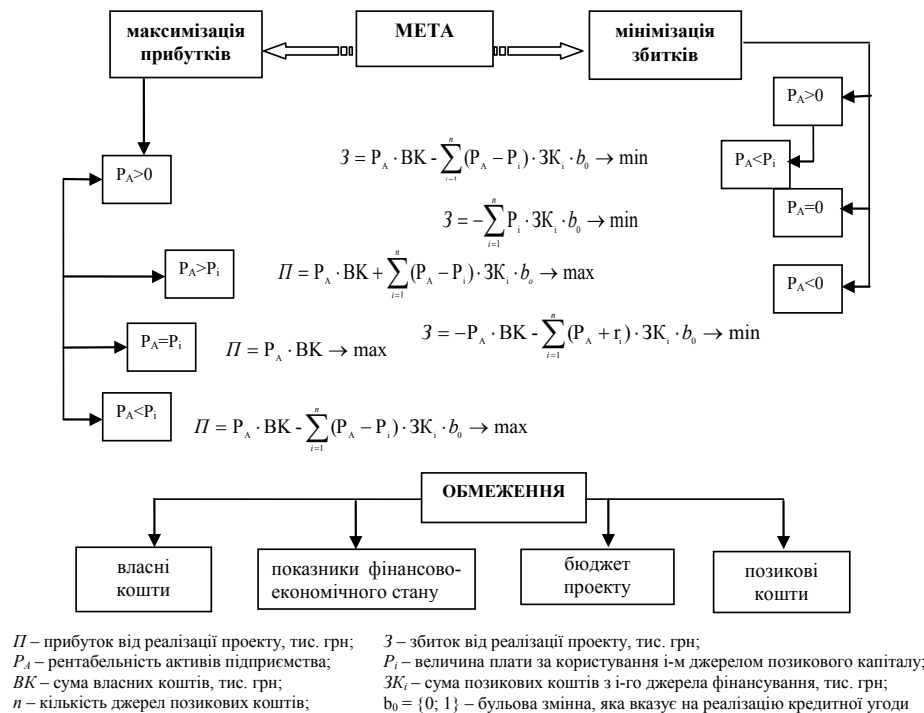 максимізація
прибутків
МЕТА
мінімізація
збитків
P_A>0
P_A<P_i
P_A=0
P_A<0
P_A>0
P_A>P_i
P_A=P_i
P_A<P_i
З = P_A · ВК - ∑_{i=1}^{n} (P_A – P_i) · ЗК_i · b_0 → min
З = –∑_{i=1}^{n} P_i · ЗК_i · b_0 → min
П = P_A · ВК + ∑_{i=1}^{n} (P_A – P_i) · ЗК_i · b_o → max
З = –P_A · ВК - ∑_{i=1}^{n} (P_A + r_i) · ЗК_i · b_0 → min
П = P_A · ВК → max
П = P_A · ВК - ∑_{i=1}^{n} (P_A – P_i) · ЗК_i · b_0 → max
ОБМЕЖЕННЯ
власні
кошти
показники фінансово-
економічного стану
бюджет
проекту
позикові
кошти
П – прибуток від реалізації проекту, тис. грн;
P_A – рентабельність активів підприємства;
ВК – сума власних коштів, тис. грн;
n – кількість джерел позикових коштів;
З – збиток від реалізації проекту, тис. грн;
P_i – величина плати за користування i-м джерелом позикового капіталу;
ЗК_i – сума позикових коштів з i-го джерела фінансування, тис. грн;
b_0 = {0; 1} – бульова змінна, яка вказує на реалізацію кредитної угоди